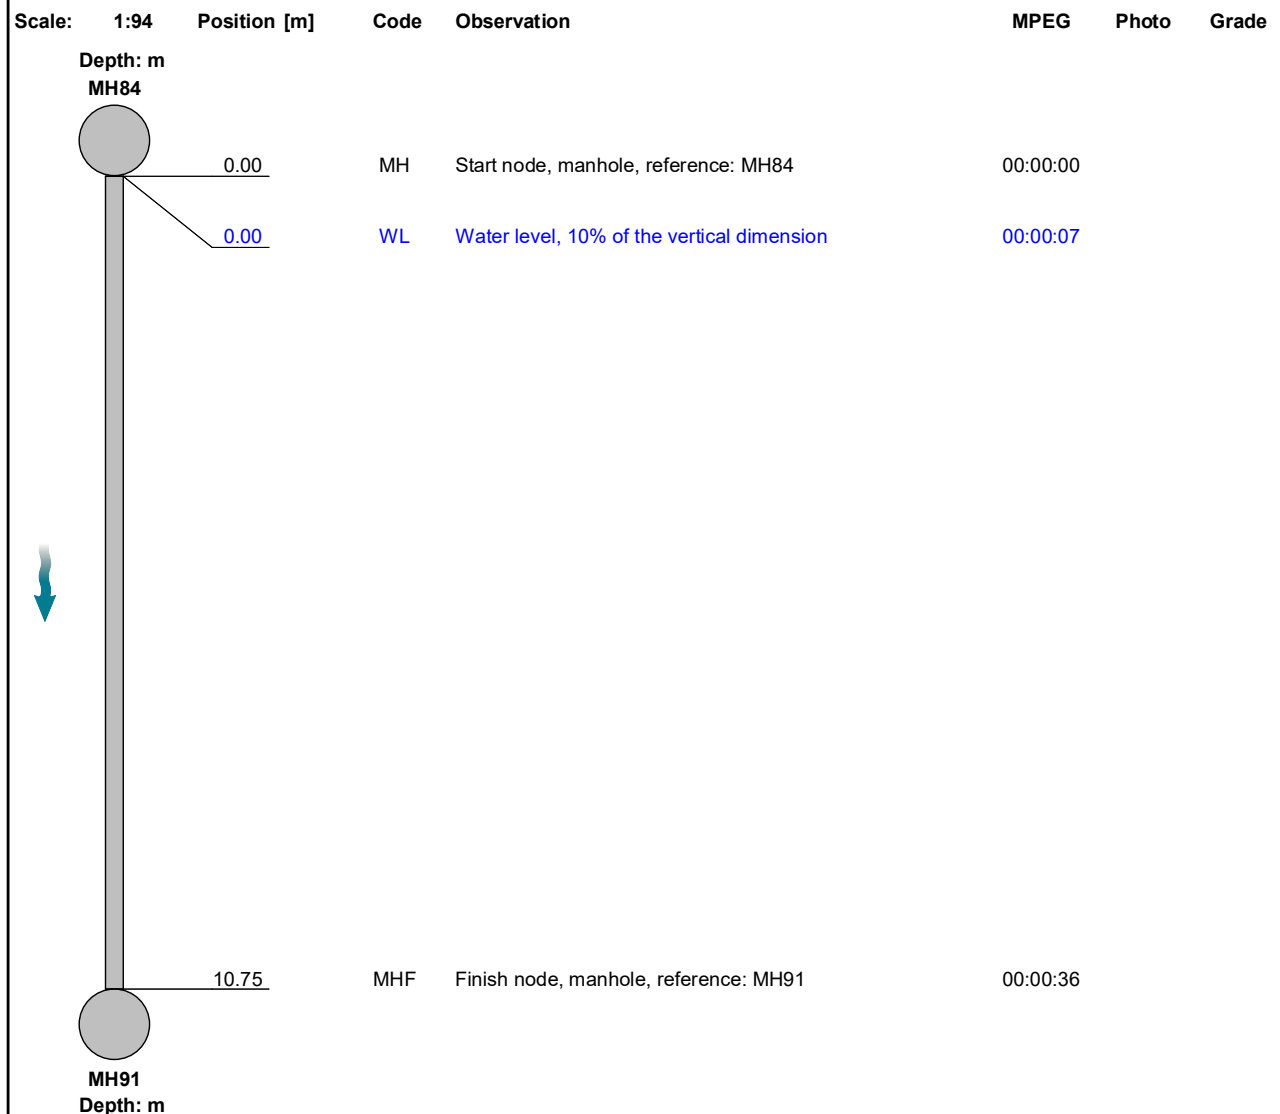 Scale: 1:94 Position [m] Code Observation MPEG Photo Grade
Depth: m
MH84
0.00 MH Start node, manhole, reference: MH84 00:00:00
0.00 WL Water level, 10% of the vertical dimension 00:00:07
10.75 MHF Finish node, manhole, reference: MH91 00:00:36
MH91
Depth: m